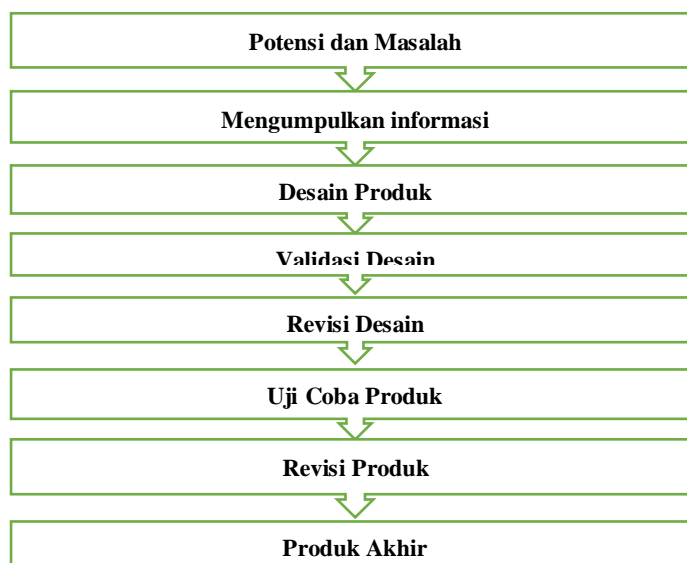 Potensi dan Masalah
Mengumpulkan informasi
Desain Produk
Validasi Desain
Revisi Desain
Uji Coba Produk
Revisi Produk
Produk Akhir